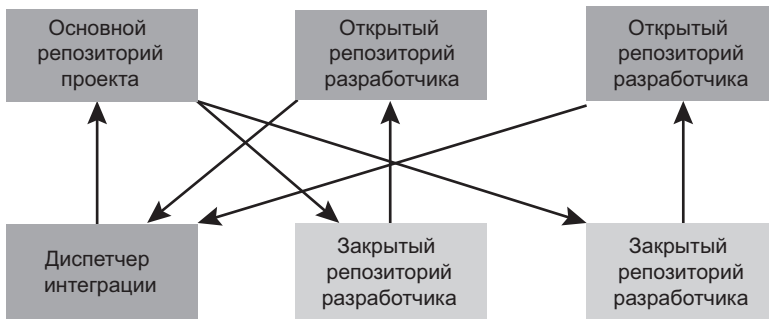 Основной
репозиторий
проекта
Открытый
репозиторий
разработчика
Открытый
репозиторий
разработчика
Диспетчер
интеграции
Закрытый
репозиторий
разработчика
Закрытый
репозиторий
разработчика